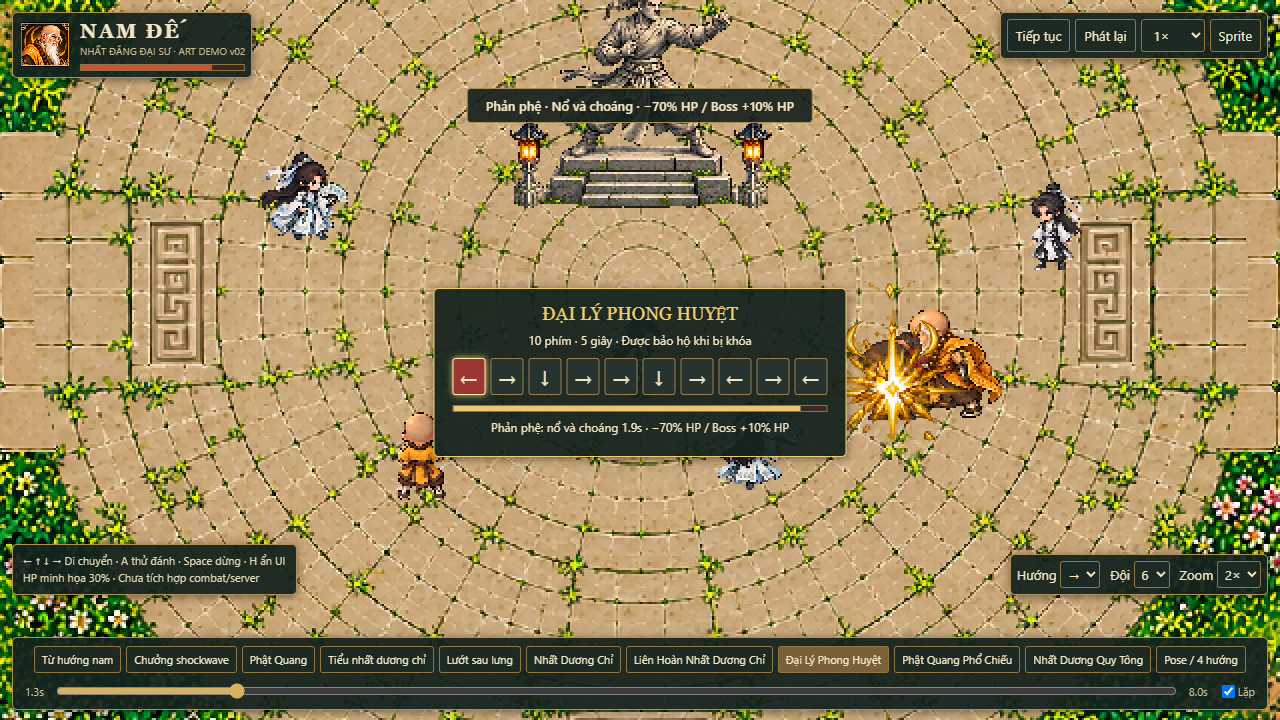 NAM ĐẾ
NHẤT ĐĂNG ĐẠI SƯ · ART DEMO v02
Tiếp tục
Phát lại
1×
Sprite
Phản phệ · Nổ và choáng · −70% HP / Boss +10% HP
ĐẠI LÝ PHONG HUYỆT
10 phím · 5 giây · Được bảo hộ khi bị khóa
← → ↓ → → ↓ → ← → ←
Phản phệ: nổ và choáng 1.9s · −70% HP / Boss +10% HP
← ↑ ↓ → Di chuyển · A thử đánh · Space dừng · H ẩn UI
HP minh họa 30% · Chưa tích hợp combat/server
Hướng → Đội 6 Zoom 2×
Từ hướng nam
Chưởng shockwave
Phật Quang
Tiểu nhất dương chỉ
Lướt sau lưng
Nhất Dương Chỉ
Liên Hoàn Nhất Dương Chỉ
Đại Lý Phong Huyệt
Phật Quang Phổ Chiếu
Nhất Dương Quy Tông
Pose / 4 hướng
1.3s
8.0s
Lặp